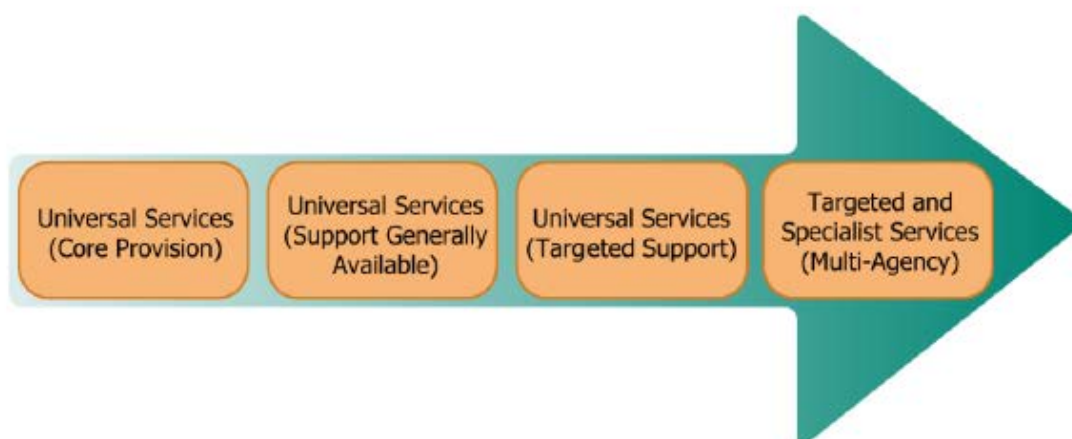 Universal Services
(Core Provision)
Universal Services
(Support Generally
Available)
Universal Services
(Targeted Support)
Targeted and
Specialist Services
(Multi-Agency)